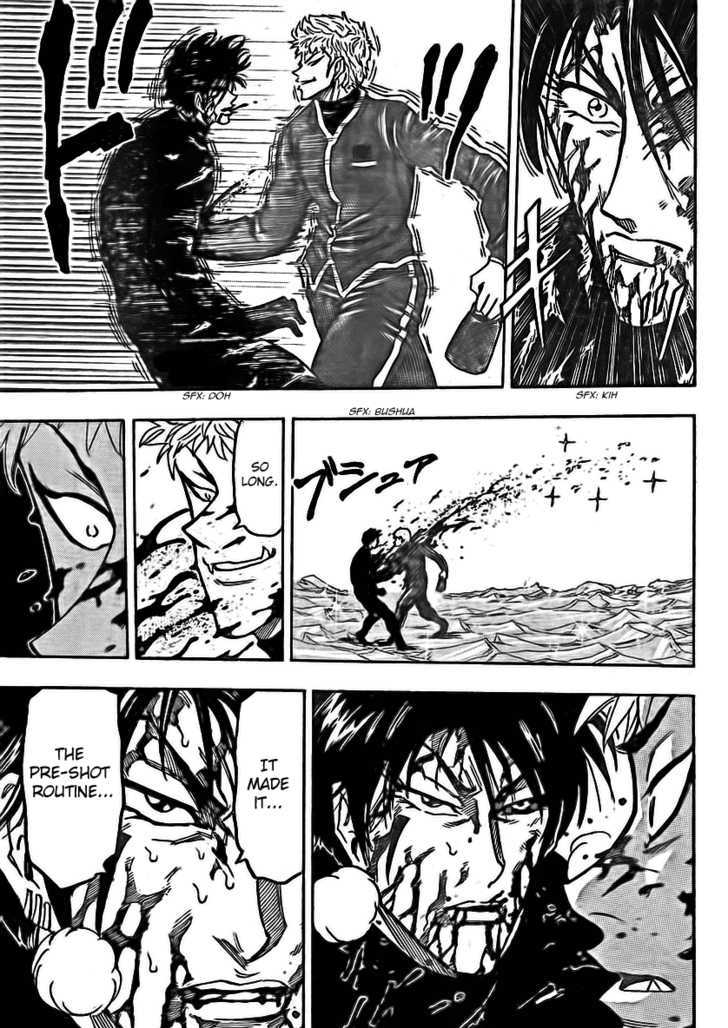 ド
SFX: KIH
SFX: DOH
SFX: BUSHUA
ブシュア
SO
LONG.
IT
MADE
IT...
THE
PRE-SHOT
ROUTINE...